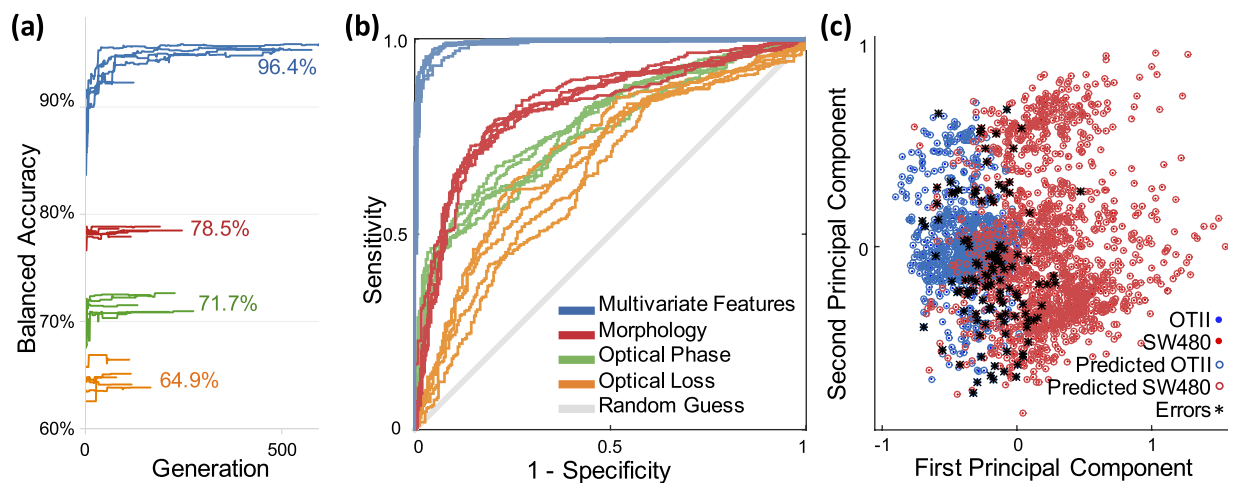 (a)
Balanced Accuracy
90%
80%
70%
60%
96.4%
78.5%
71.7%
64.9%
0
500
Generation
(b)
Sensitivity
1.0
0.5
0
Multivariate Features
Morphology
Optical Phase
Optical Loss
Random Guess
0
0.5
1
1 - Specificity
(c)
Second Principal Component
1
0
OTII
SW480
Predicted OTII
Predicted SW480
Errors *
-1
0
1
First Principal Component